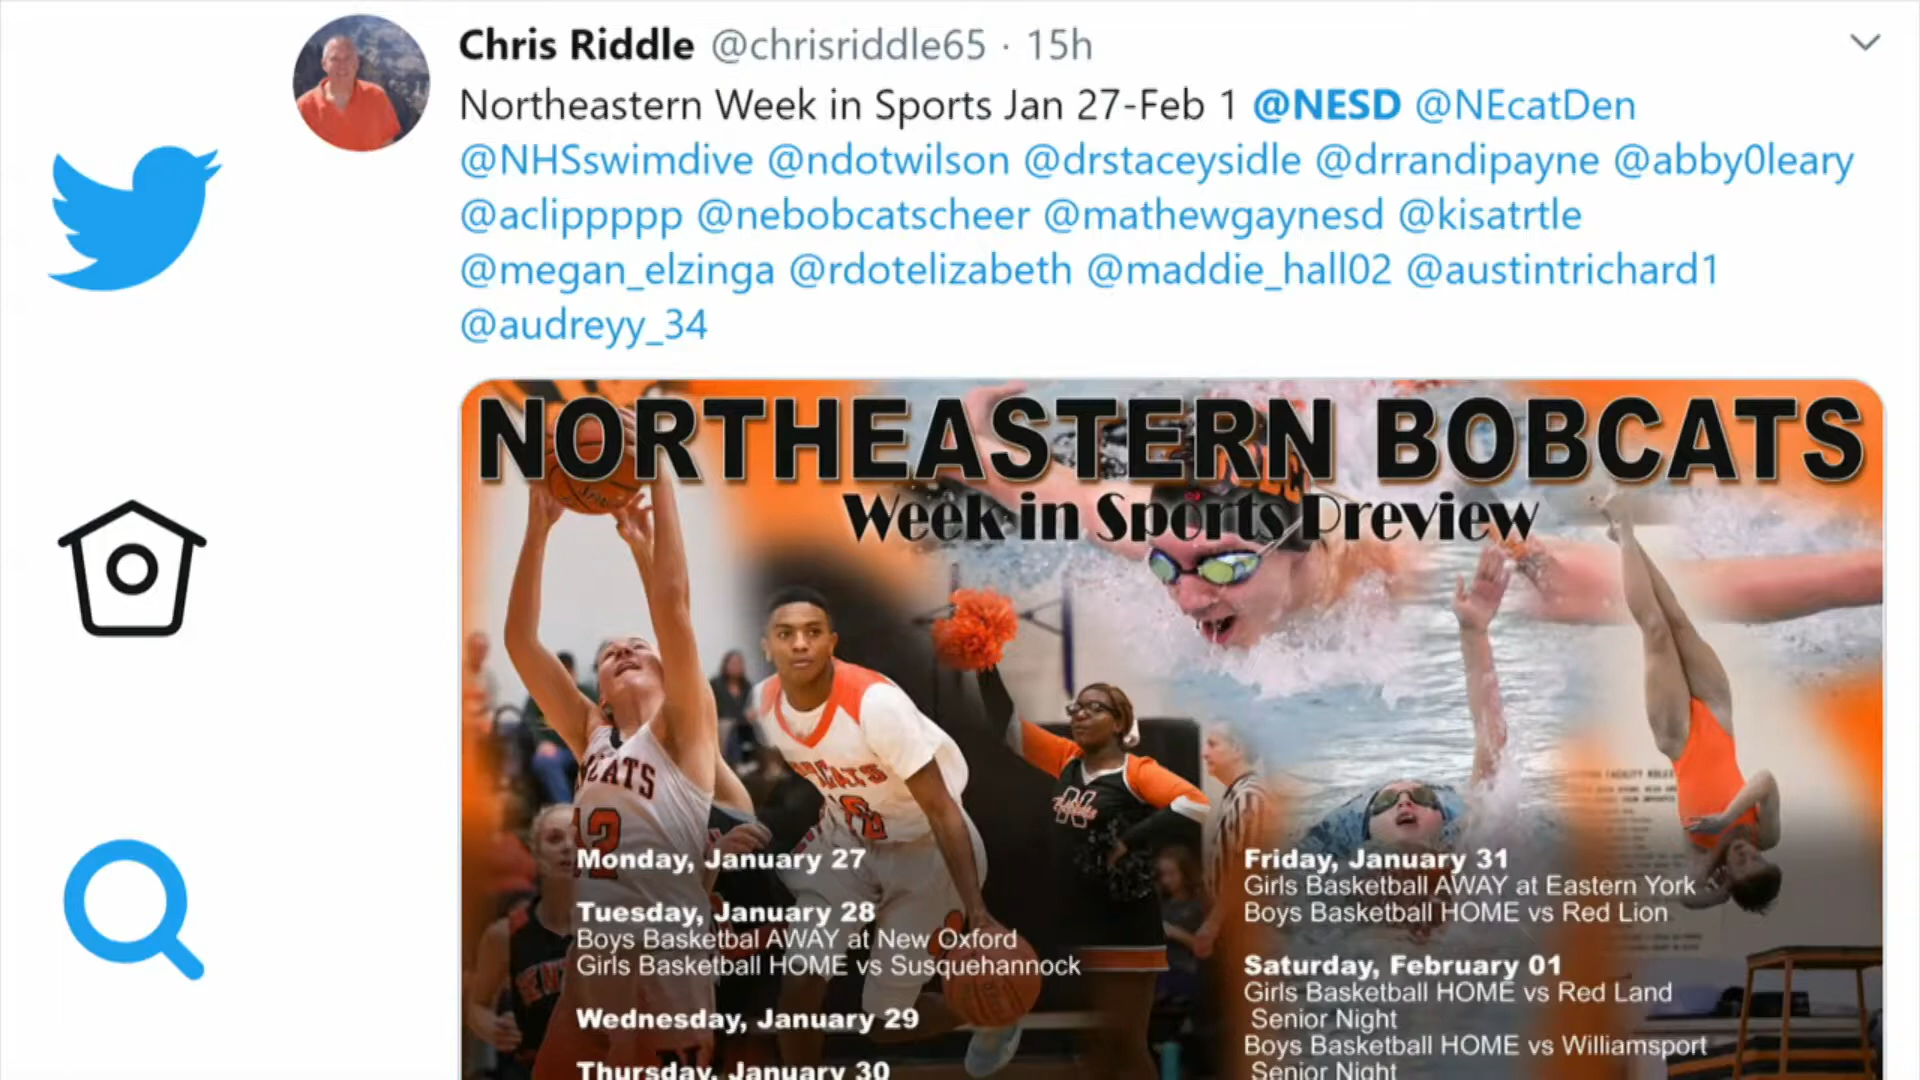 Chris Riddle @chrisriddle65 · 15h
Northeastern Week in Sports Jan 27-Feb 1 @NESD @NEcatDen
@NHSswimdive @ndotwilson @drstaceysidle @drrandipayne @abby0leary
@aclipppppp @nebobcatscheer @mathewgaynesd @kisatrtle
@megan_elzinga @rdotelizabeth @maddie_hall02 @austintrichard1
@audreyy_34
NORTHEASTERN BOBCATS
Week in Sports Preview
Monday, January 27
Tuesday, January 28
Boys Basketbal AWAY at New Oxford
Girls Basketball HOME vs Susquehannock
Wednesday, January 29
Thursday, January 30
Friday, January 31
Girls Basketball AWAY at Eastern York
Boys Basketball HOME vs Red Lion
Saturday, February 01
Girls Basketball HOME vs Red Land
Senior Night
Boys Basketball HOME vs Williamsport
Senior Night